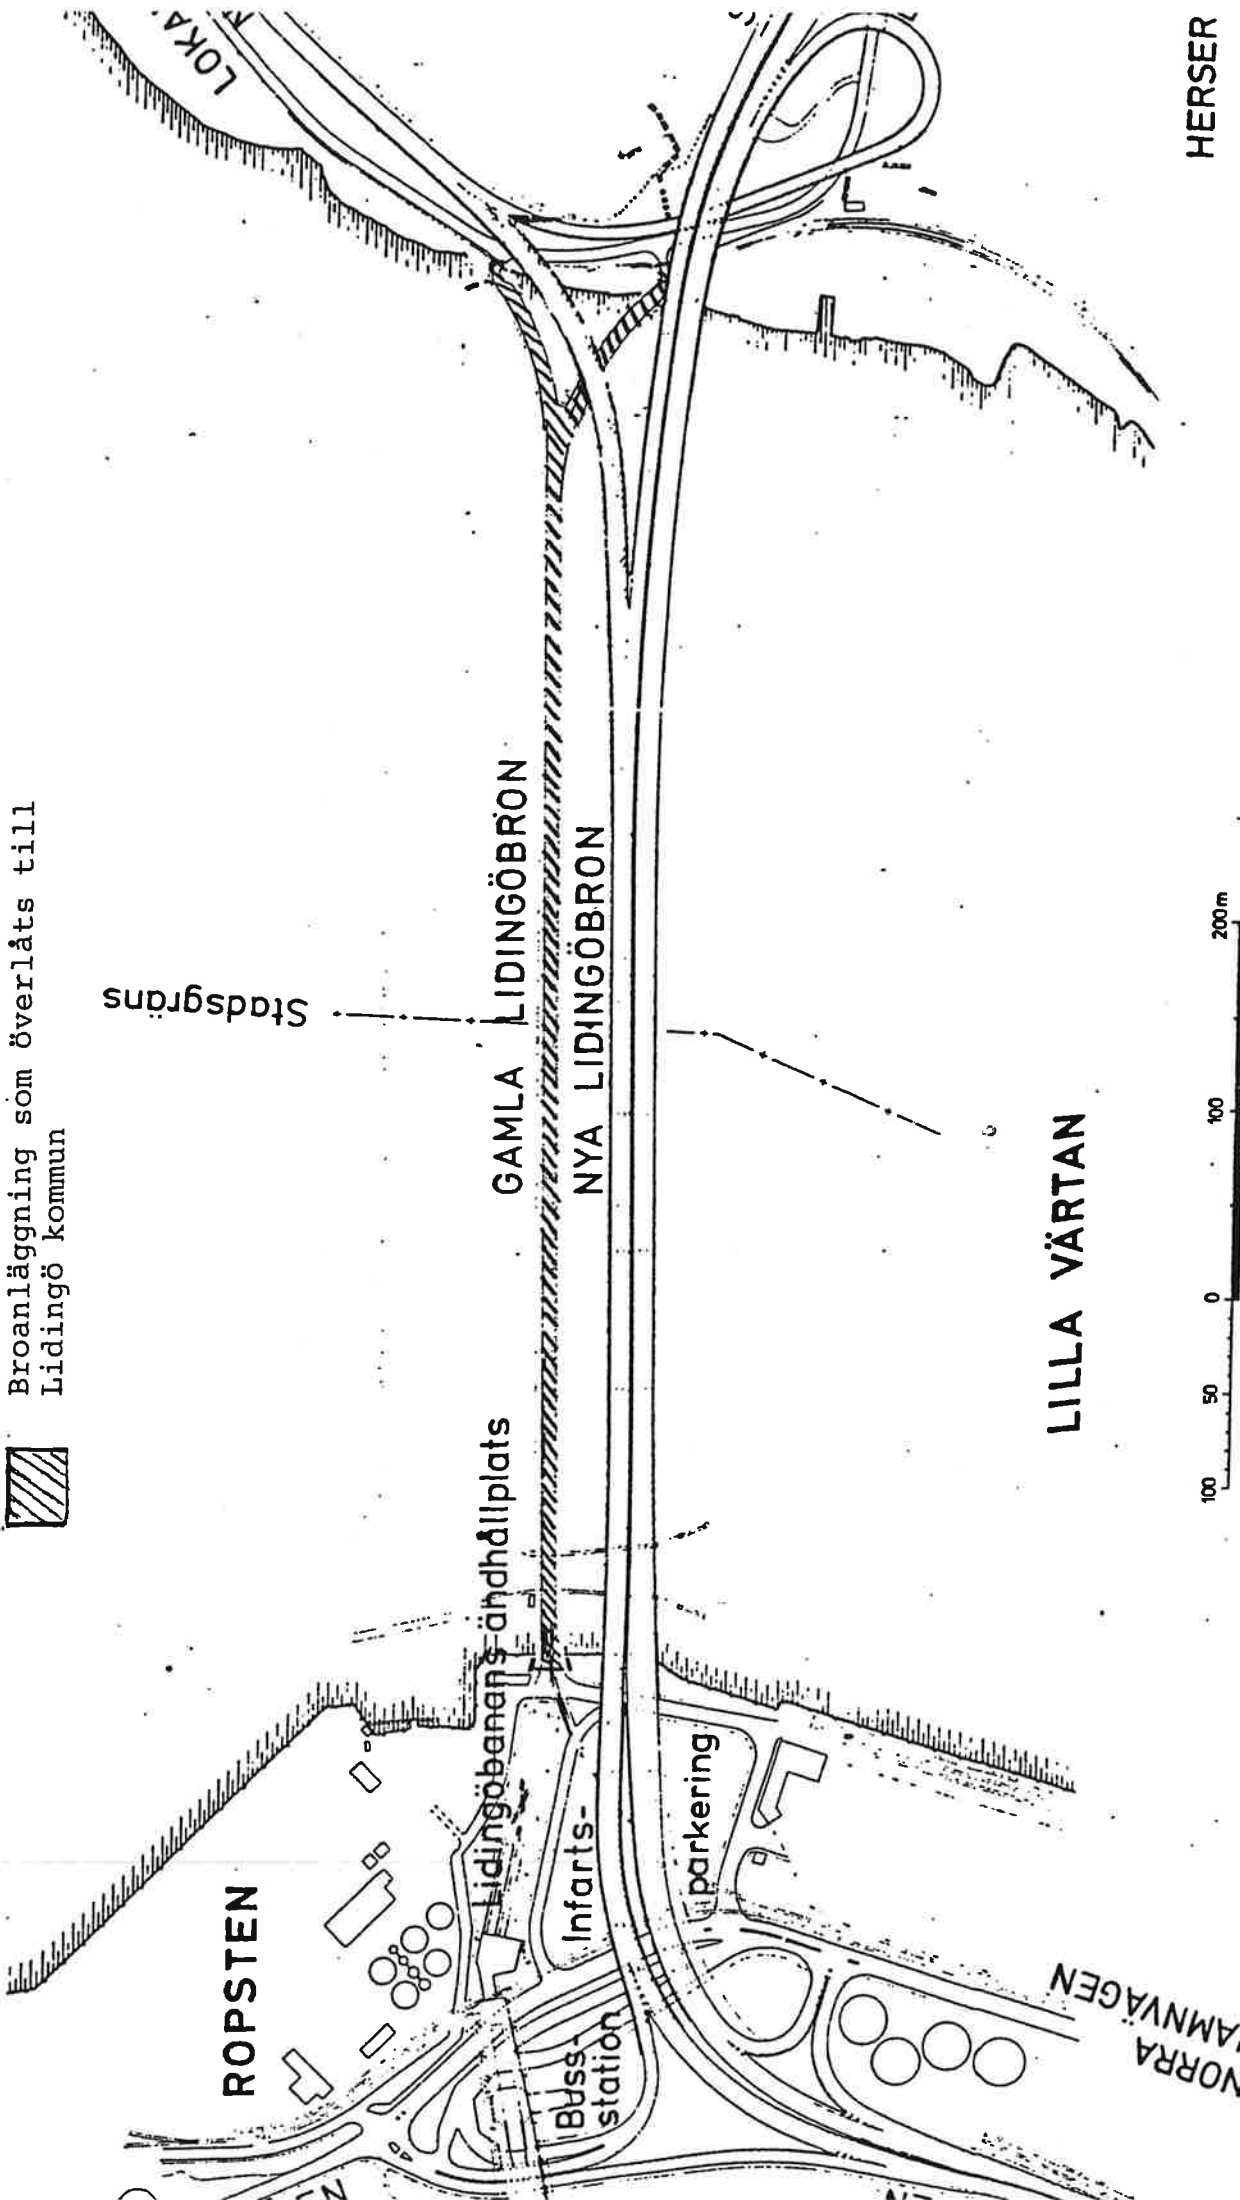 Broanläggning som överlåts till
Lidingö kommun
LOKA
HERSER
Stadsgräns
GAMLA LIDINGÖBRON
NYA LIDINGÖBRON
LILLA VÄRTAN
100 50 0 100 200m
Lidingöbanans ändhållplats
ROPSTEN
Infarts-
parkering
Buss-
station
NORRA
HAMNVÄGEN